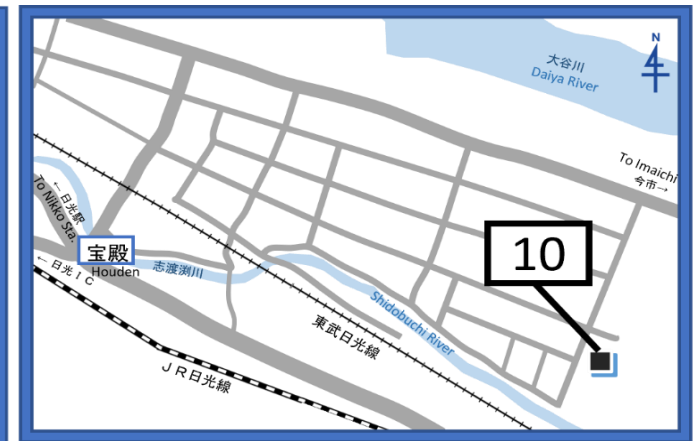 N
大谷川
Daiya River
To Imaichi
今市→
10
←日光駅
To Nikko Sta.
宝殿
Houden
←日光IC
志渡渕川
Shidobuchi River
東武日光線
JR日光線